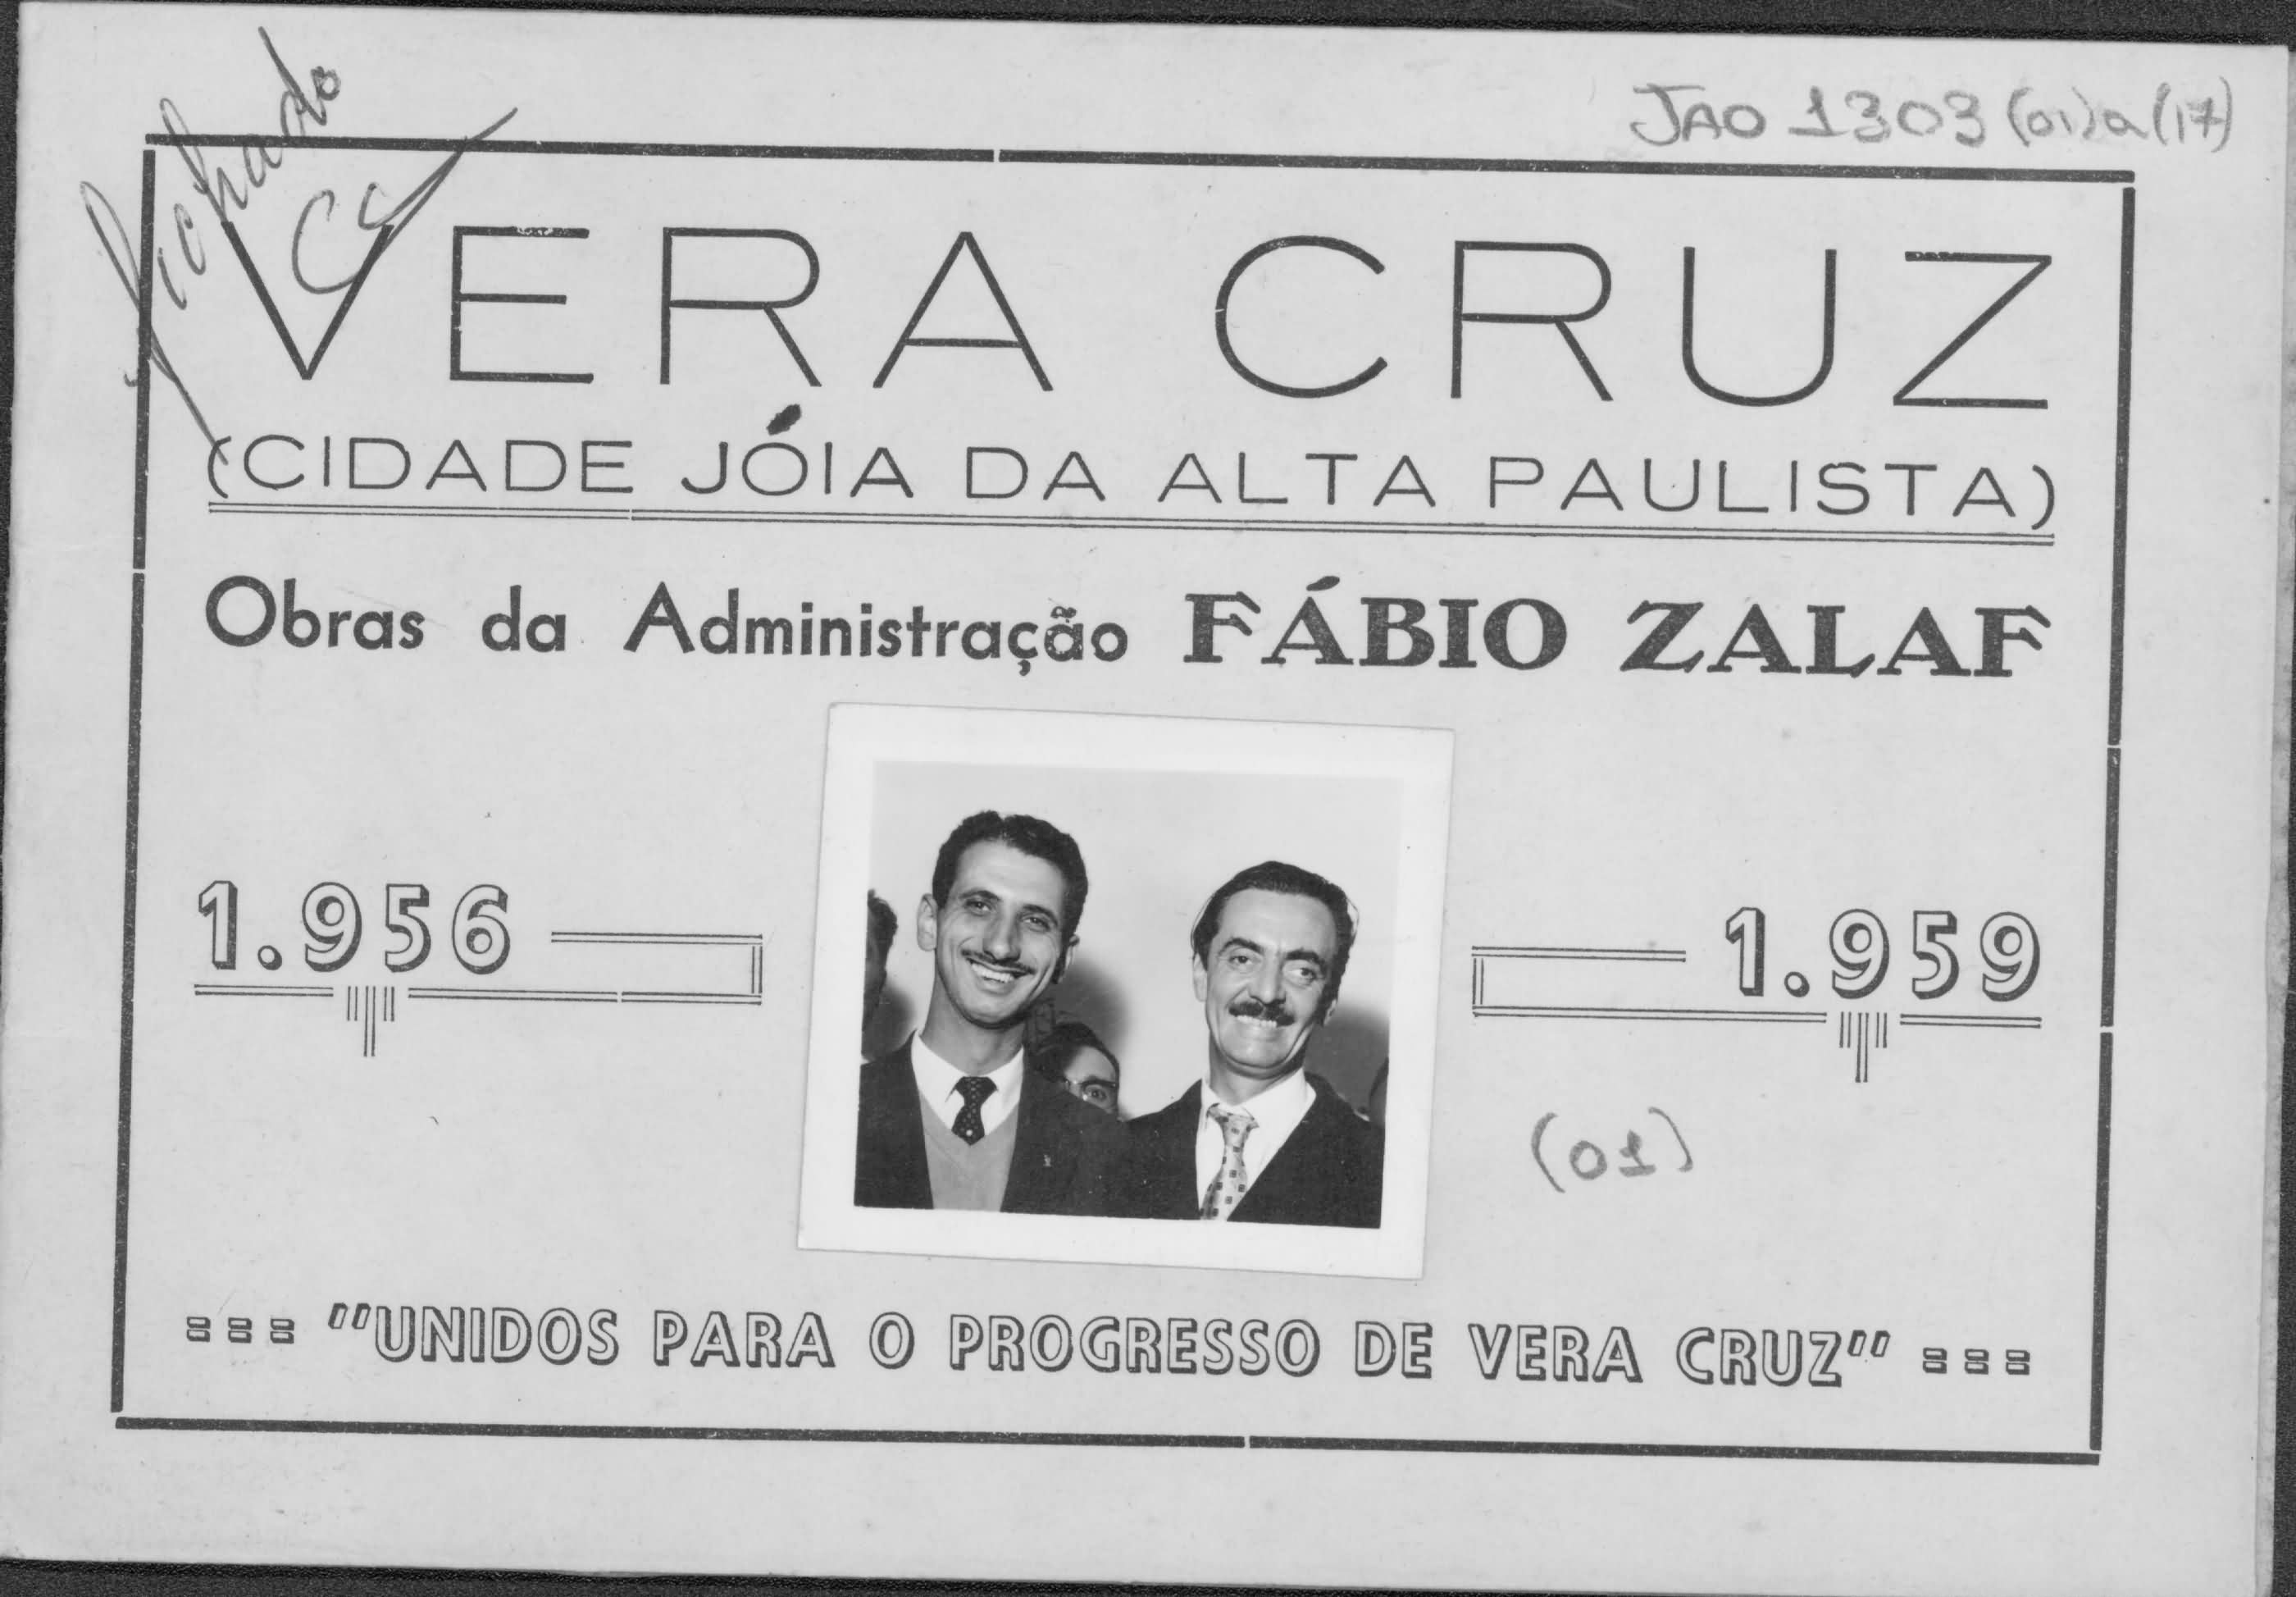 fichado
JAO 1303 (01) a (17)
VERA CRUZ
(CIDADE JÓIA DA ALTA PAULISTA)
Obras da Administração FÁBIO ZALAF
1.956
1.959
(01)
"UNIDOS PARA O PROGRESSO DE VERA CRUZ"